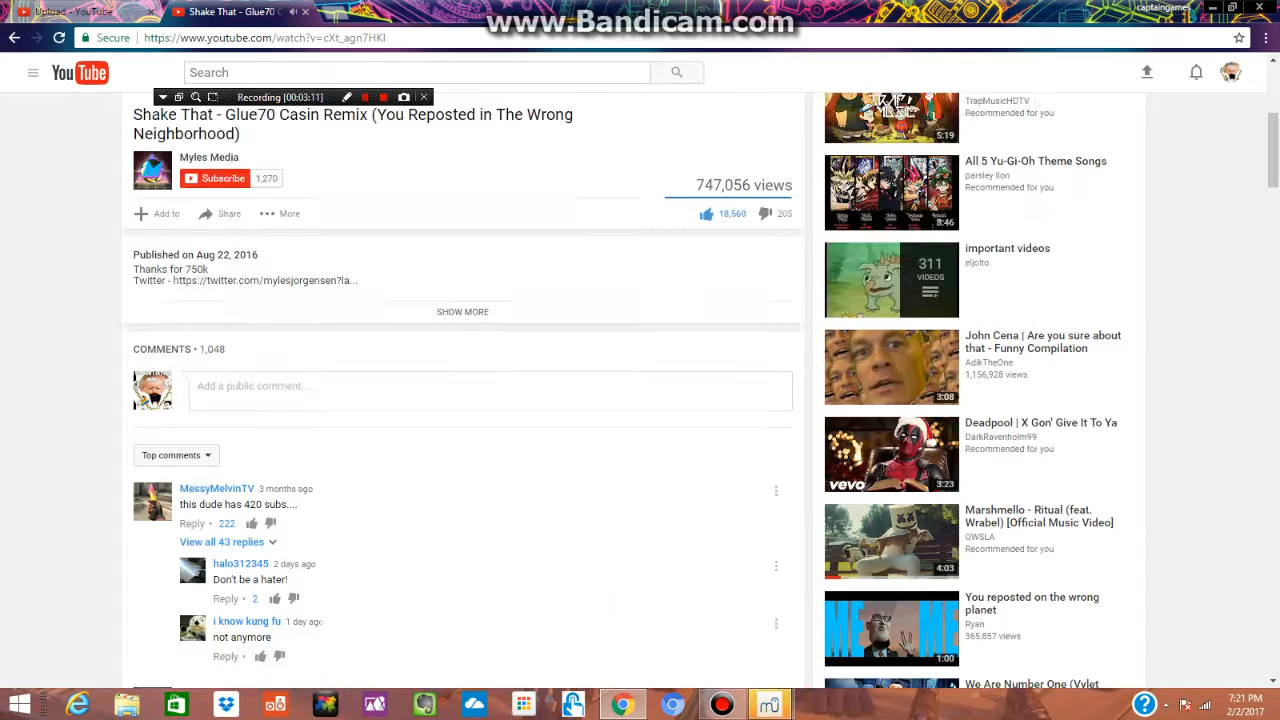 www.Bandicam.com
Upload - YouTube
Shake That - Glue70
captaingames
Secure
https://www.youtube.com/watch?v=cXt_agn7HKI
YouTube
Search
Recording [00:03:11]
Shake That - Glue70 Casin Remix (You Reposted in The Wrong
Neighborhood)
Myles Media
Subscribe 1,270
747,056 views
Add to Share More
18,560 205
Published on Aug 22, 2016
Thanks for 750k
Twitter - https://twitter.com/mylesjorgensen?la...
SHOW MORE
COMMENTS • 1,048
Add a public comment...
Top comments
MessyMelvinTV 3 months ago
this dude has 420 subs....
Reply • 222
View all 43 replies
halo312345 2 days ago
Don't be a hater!
Reply • 2
i know kung fu 1 day ago
not anymore
Reply •
TrapMusicHDTV
Recommended for you
5:19
All 5 Yu-Gi-Oh Theme Songs
parsley lion
Recommended for you
8:46
important videos
eljolto
311
VIDEOS
John Cena | Are you sure about
that - Funny Compilation
AdikTheOne
1,156,928 views
3:08
Deadpool | X Gon' Give It To Ya
DarkRavenholm99
Recommended for you
vevo
3:23
Marshmello - Ritual (feat.
Wrabel) [Official Music Video]
OWSLA
Recommended for you
4:03
You reposted on the wrong
planet
Ryan
365,857 views
1:00
We Are Number One (Vylet
7:21 PM
2/2/2017